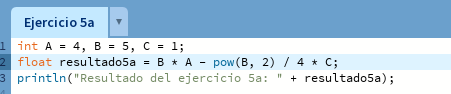 Ejercicio 5a
1 int A = 4, B = 5, C = 1;
2 float resultado5a = B * A - pow(B, 2) / 4 * C;
3 println("Resultado del ejercicio 5a: " + resultado5a);